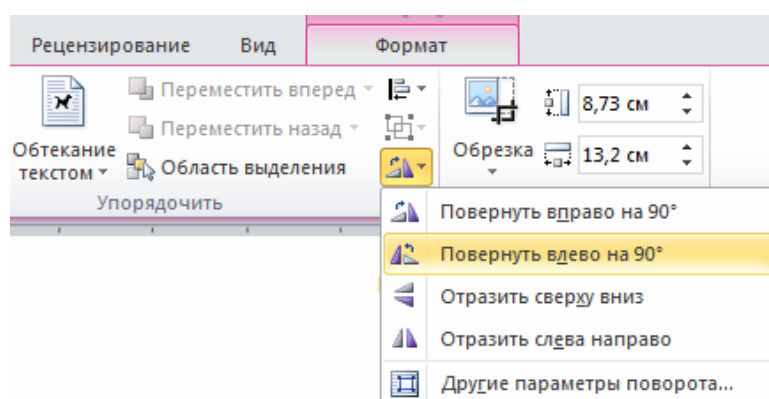 Рецензирование Вид Формат
Переместить вперед
Переместить назад
Область выделения
Обтекание
текстом
Упорядочить
Обрезка
8,73 см
13,2 см
Повернуть вправо на 90°
Повернуть влево на 90°
Отразить сверху вниз
Отразить слева направо
Другие параметры поворота...